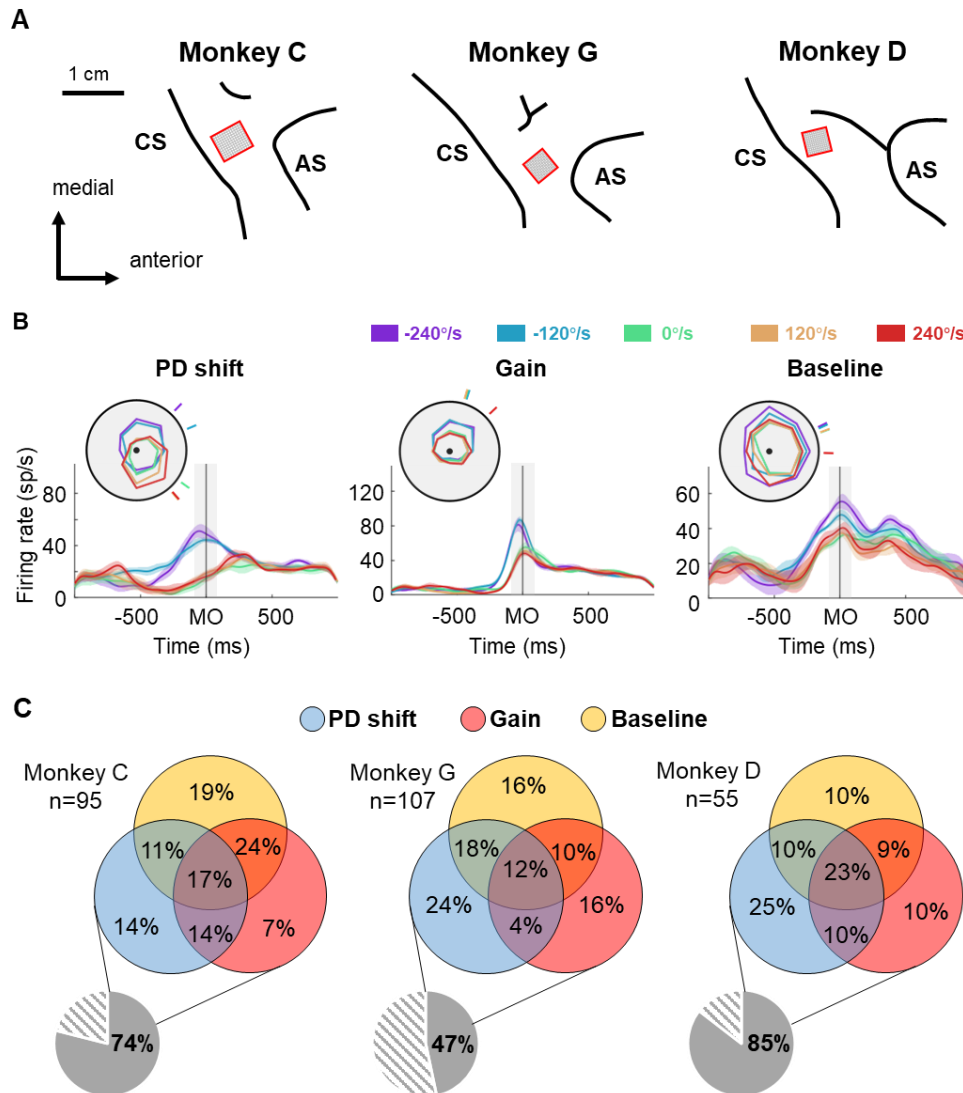 A
Monkey C
Monkey G
Monkey D
1 cm
CS
AS
CS
AS
CS
AS
medial
anterior
B
-240°/s
-120°/s
0°/s
120°/s
240°/s
PD shift
Gain
Baseline
Firing rate (sp/s)
80
40
0
-500
MO
500
Time (ms)
120
80
40
0
-500
MO
500
Time (ms)
60
40
20
0
-500
MO
500
Time (ms)
C
PD shift
Gain
Baseline
Monkey C
n=95
19%
11%
24%
17%
14%
14%
7%
74%
Monkey G
n=107
16%
18%
10%
12%
24%
4%
16%
47%
Monkey D
n=55
10%
10%
9%
23%
25%
10%
10%
85%